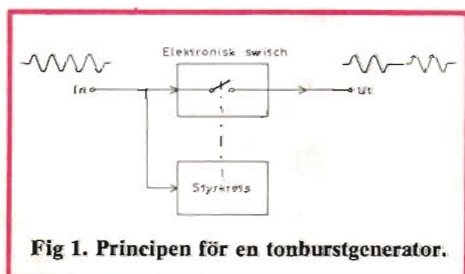 Elektronisk switch
In
Ut
Styrkrets
Fig 1. Principen för en tonburstgenerator.